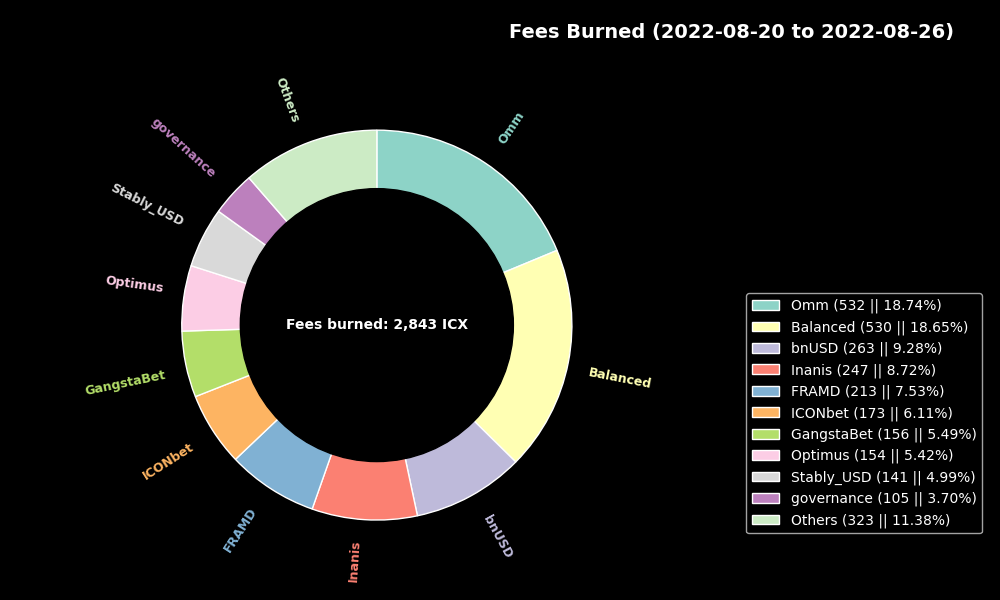 Fees Burned (2022-08-20 to 2022-08-26)
Others
Omm
governance
Stably_USD
Optimus
Fees burned: 2,843 ICX
Balanced
GangstaBet
ICONbet
FRAMD
Inanis
bnUSD
Omm (532 || 18.74%)
Balanced (530 || 18.65%)
bnUSD (263 || 9.28%)
Inanis (247 || 8.72%)
FRAMD (213 || 7.53%)
ICONbet (173 || 6.11%)
GangstaBet (156 || 5.49%)
Optimus (154 || 5.42%)
Stably_USD (141 || 4.99%)
governance (105 || 3.70%)
Others (323 || 11.38%)